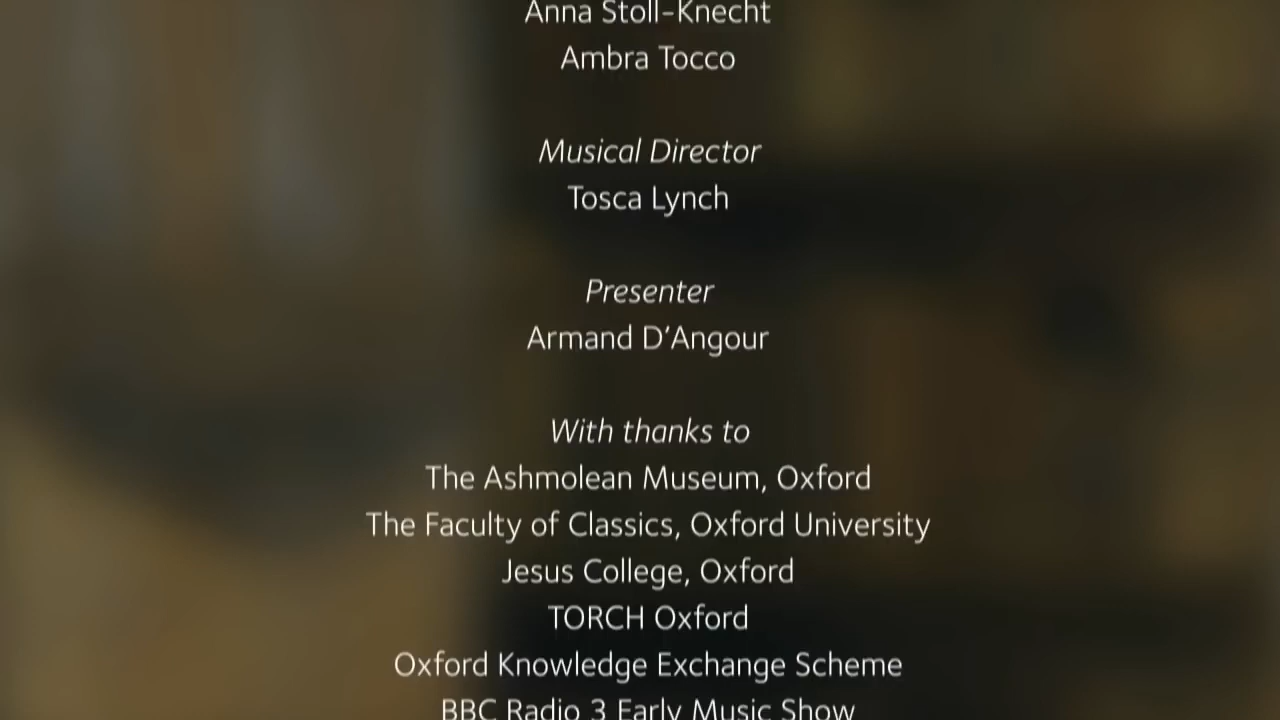 Anna Stoll-Knecht
Ambra Tocco
Musical Director
Tosca Lynch
Presenter
Armand D'Angour
With thanks to
The Ashmolean Museum, Oxford
The Faculty of Classics, Oxford University
Jesus College, Oxford
TORCH Oxford
Oxford Knowledge Exchange Scheme
BBC Radio 3 Early Music Show